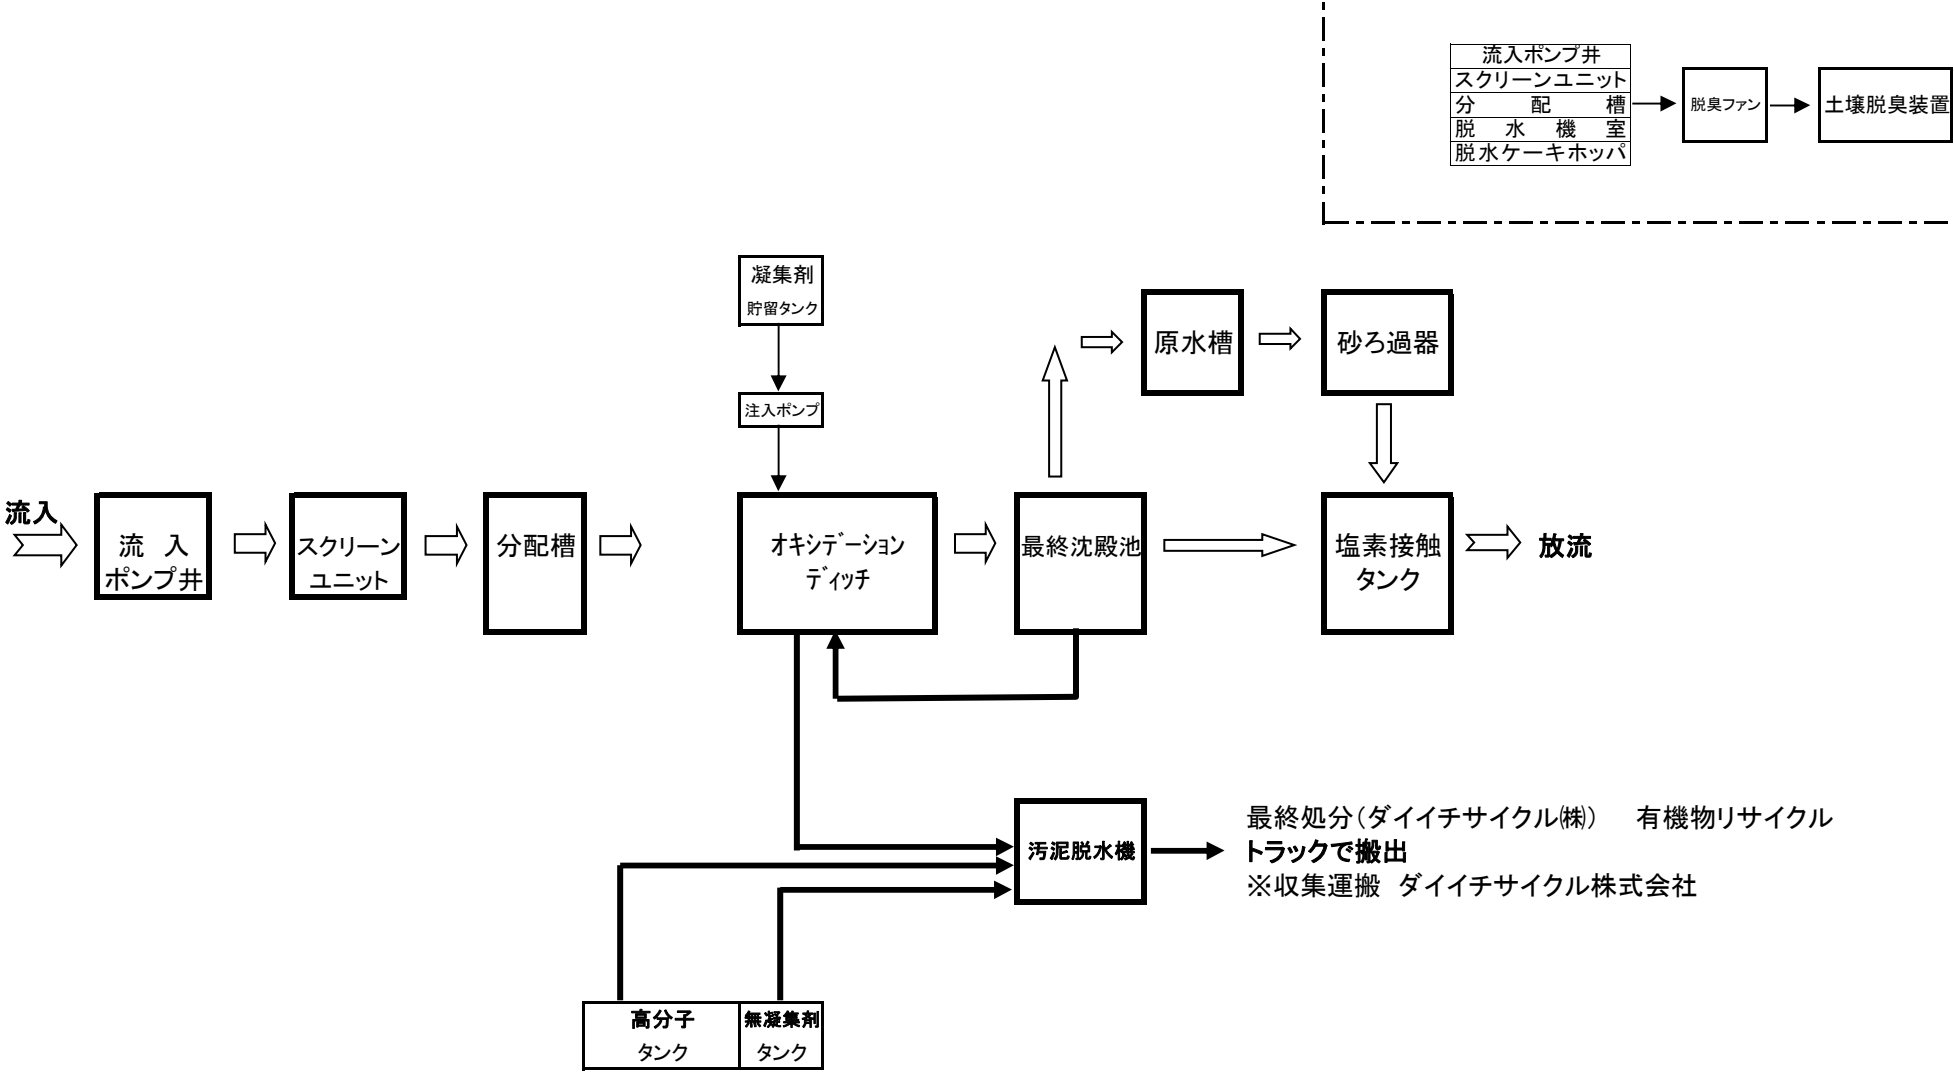 流入ポンプ井
スクリーンユニット
分配槽
脱水機室
脱水ケーキホッパ
脱臭ファン
土壌脱臭装置
凝集剤
貯留タンク
注入ポンプ
原水槽
砂ろ過器
流入
流 入
ポンプ井
スクリーン
ユニット
分配槽
ｵｷｼﾃﾞｰｼｮﾝ
ﾃﾞｨｯﾁ
最終沈殿池
塩素接触
タンク
放流
汚泥脱水機
最終処分（ダイイチサイクル㈱） 有機物リサイクル
トラックで搬出
※収集運搬 ダイイチサイクル株式会社
高分子
タンク
無凝集剤
タンク